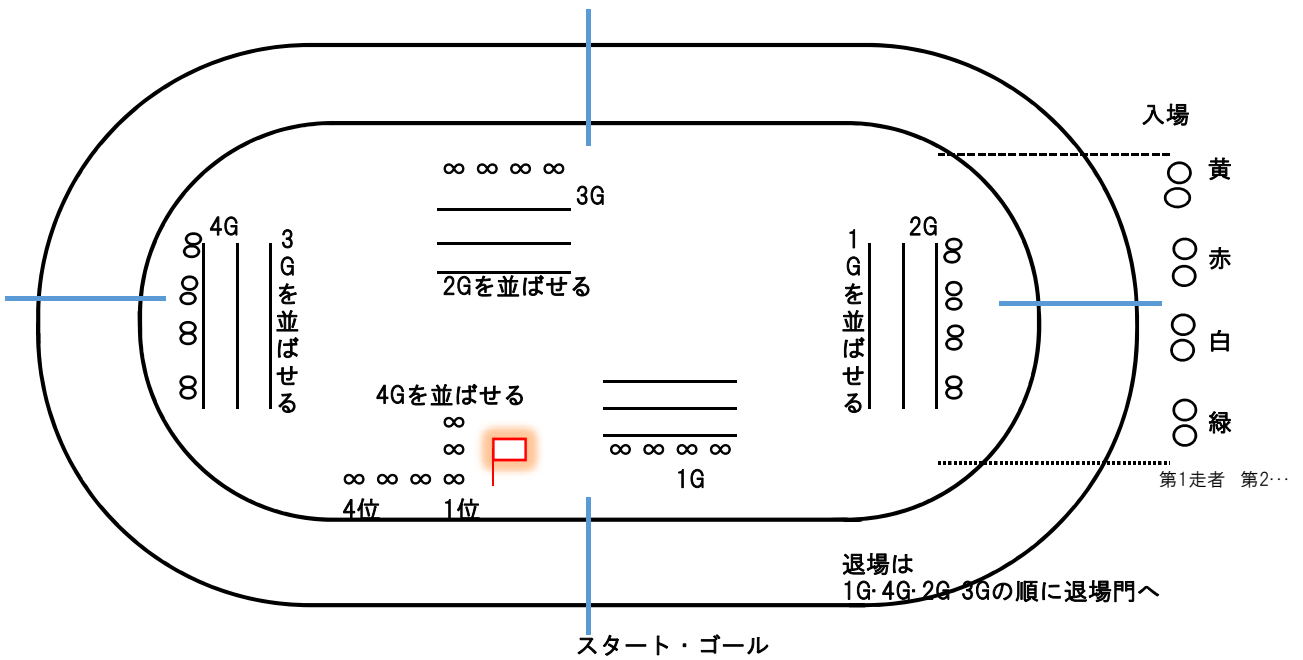 入場
黄
3G
4G
3Gを並ばせる
1Gを並ばせる
2G
赤
2Gを並ばせる
白
4Gを並ばせる
緑
1G
第1走者　第2…
4位
1位
退場は
1G・4G・2G・3Gの順に退場門へ
スタート・ゴール